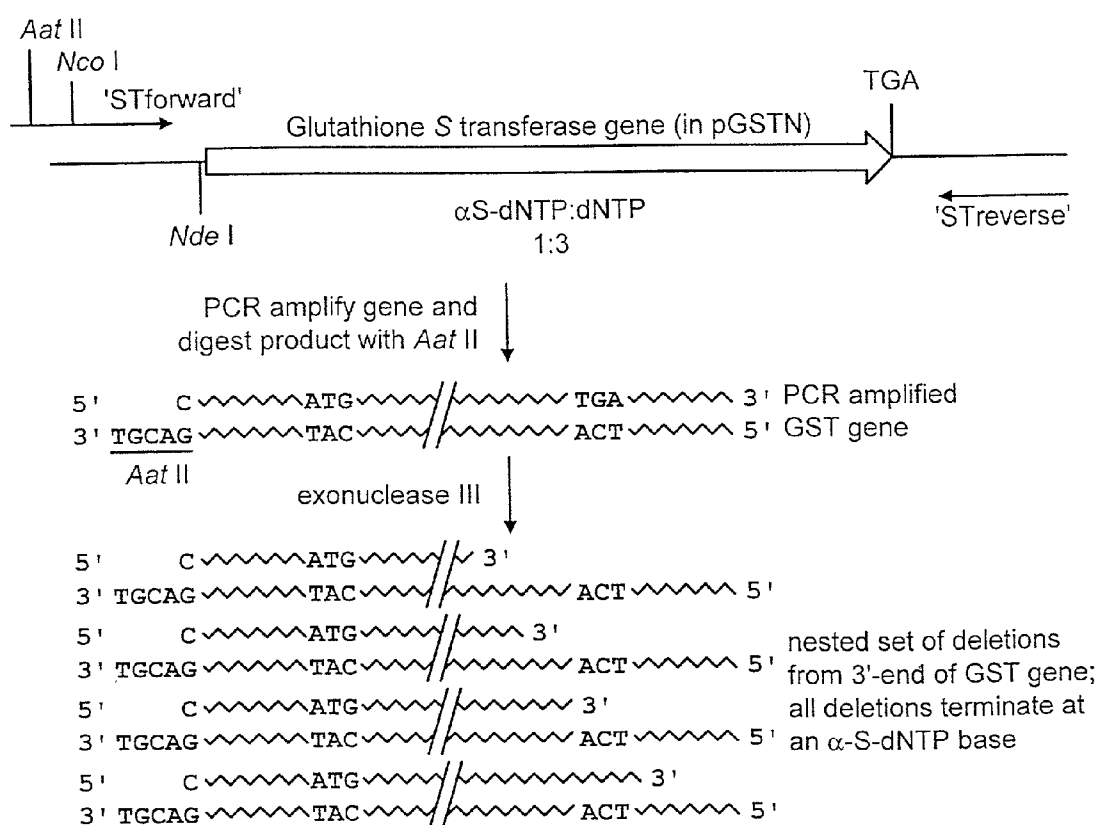 Aat II
Nco I
'STforward'
TGA
Glutathione S transferase gene (in pGSTN)
Nde I
αS-dNTP:dNTP
1:3
'STreverse'
PCR amplify gene and
digest product with Aat II
5' C ATG TGA 3' PCR amplified
3' TGCAG TAC ACT 5' GST gene
Aat II
exonuclease III
5' C ATG 3'
3' TGCAG TAC ACT 5'
5' C ATG 3'
3' TGCAG TAC ACT 5'
5' C ATG 3'
3' TGCAG TAC ACT 5'
5' C ATG 3'
3' TGCAG TAC ACT 5'
nested set of deletions
from 3'-end of GST gene;
all deletions terminate at
an α-S-dNTP base